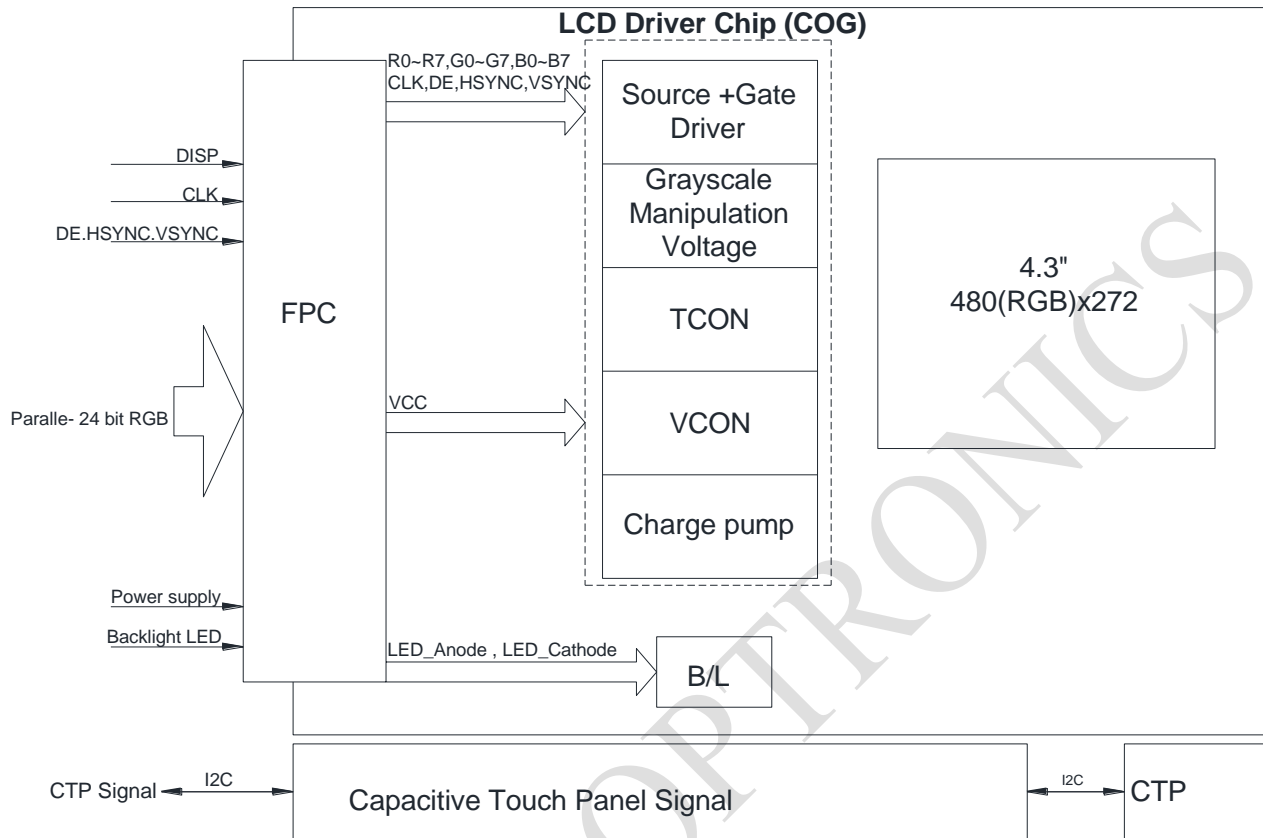 LCD Driver Chip (COG)
R0~R7,G0~G7,B0~B7
CLK,DE,HSYNC,VSYNC
Source +Gate
Driver
DISP
Grayscale
Manipulation
Voltage
CLK
DE.HSYNC.VSYNC
4.3"
480(RGB)x272
FPC
TCON
Paralle- 24 bit RGB
VCC
VCON
Charge pump
Power supply
Backlight LED
LED_Anode , LED_Cathode
B/L
CTP Signal
I2C
Capacitive Touch Panel Signal
I2C
CTP
OPTRONICS